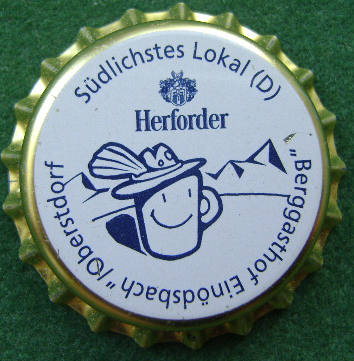 Südlichstes Lokal (D)
Herforder
"Berggasthof Einödsbach"/Oberstdorf